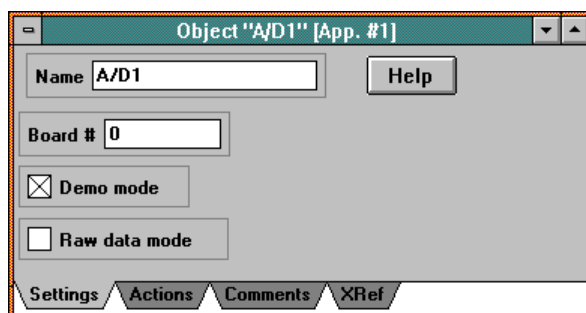 Object "A/D1" [App. #1]
Name A/D1 Help
Board # 0
Demo mode
Raw data mode
Settings Actions Comments XRef